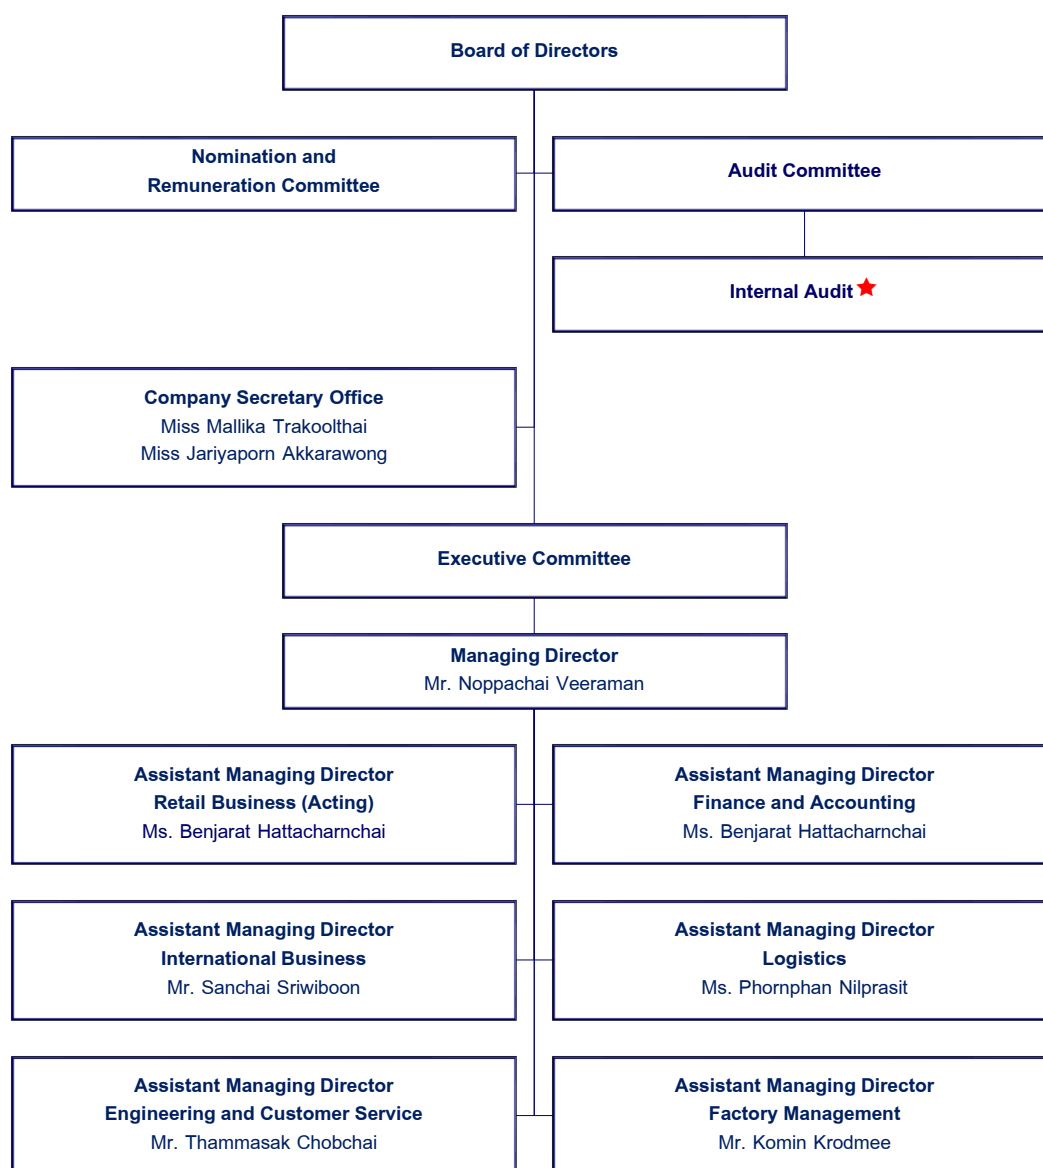 Board of Directors
Nomination and
Remuneration Committee
Audit Committee
Internal Audit
Company Secretary Office
Miss Mallika Trakoolthai
Miss Jariyaporn Akkarawong
Executive Committee
Managing Director
Mr. Noppachai Veeraman
Assistant Managing Director
Retail Business (Acting)
Ms. Benjarat Hattacharnchai
Assistant Managing Director
Finance and Accounting
Ms. Benjarat Hattacharnchai
Assistant Managing Director
International Business
Mr. Sanchai Sriwiboon
Assistant Managing Director
Logistics
Ms. Phornphan Nilprasit
Assistant Managing Director
Engineering and Customer Service
Mr. Thammasak Chobchai
Assistant Managing Director
Factory Management
Mr. Komin Krodmee